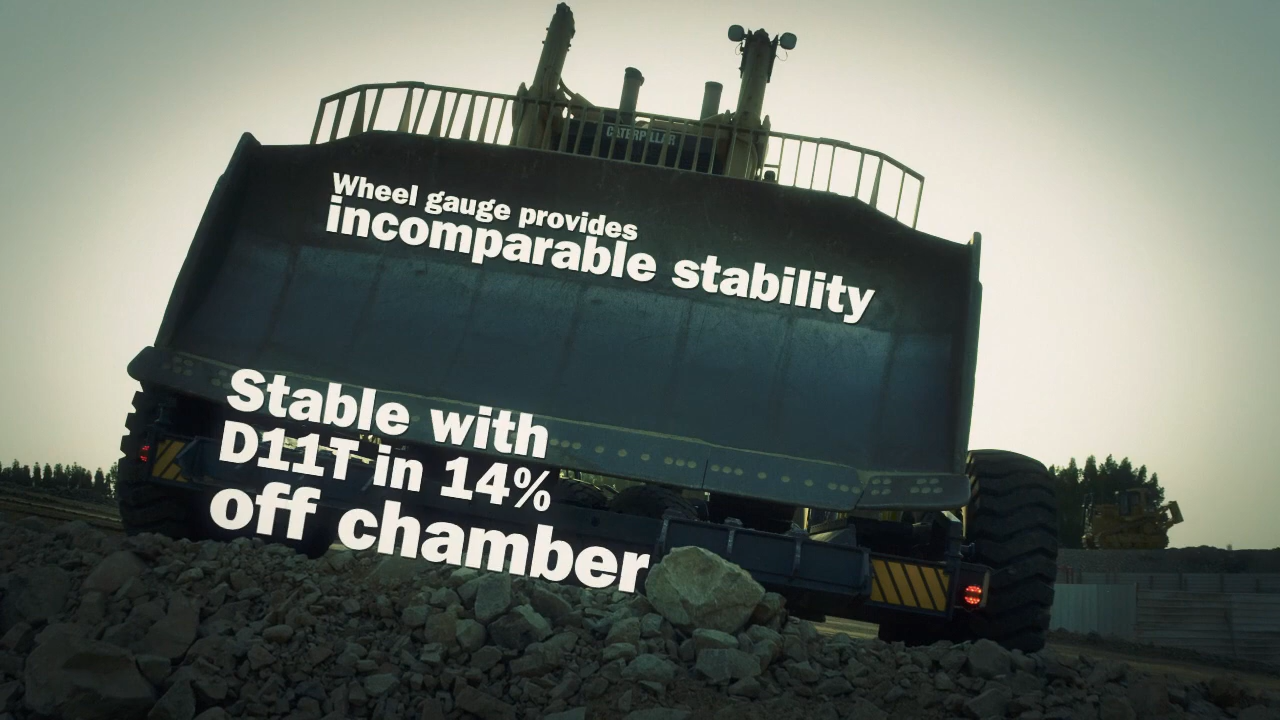 CATERPILLAR
Wheel gauge provides
incomparable stability
Stable with
D11T in 14%
off chamber